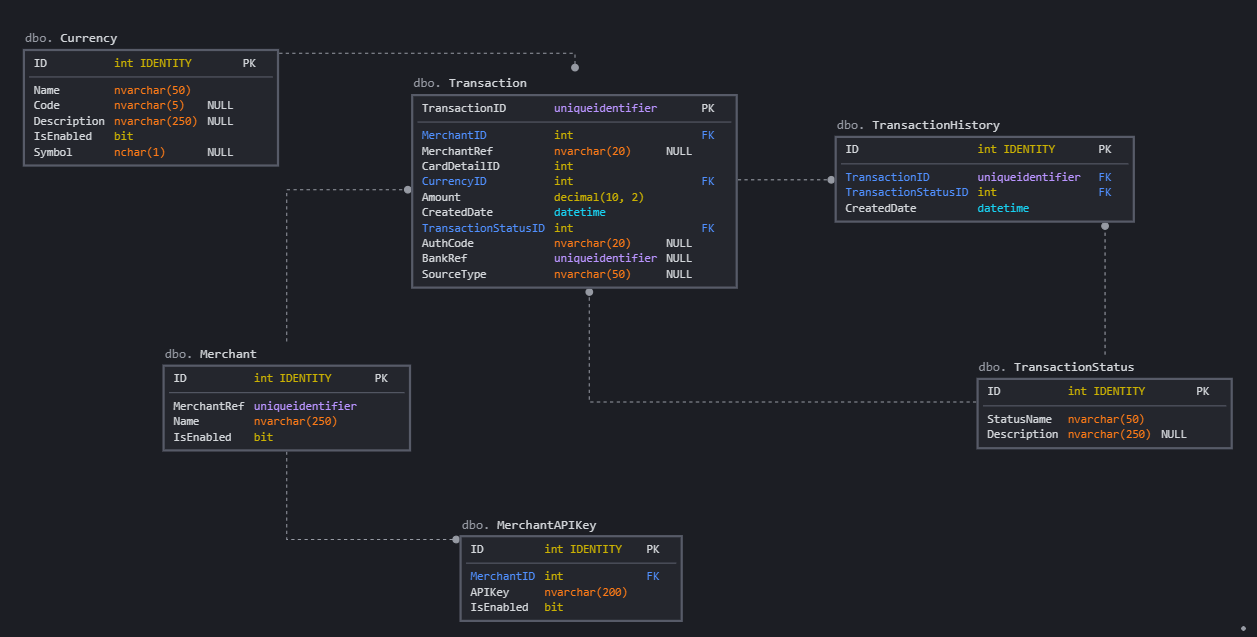 dbo. Currency
ID int IDENTITY PK
Name nvarchar(50)
Code nvarchar(5) NULL
Description nvarchar(250) NULL
IsEnabled bit
Symbol nchar(1) NULL
dbo. Transaction
TransactionID uniqueidentifier PK
MerchantID int FK
MerchantRef nvarchar(20) NULL
CardDetailID int
CurrencyID int FK
Amount decimal(10, 2)
CreatedDate datetime
TransactionStatusID int FK
AuthCode nvarchar(20) NULL
BankRef uniqueidentifier NULL
SourceType nvarchar(50) NULL
dbo. TransactionHistory
ID int IDENTITY PK
TransactionID uniqueidentifier FK
TransactionStatusID int FK
CreatedDate datetime
dbo. Merchant
ID int IDENTITY PK
MerchantRef uniqueidentifier
Name nvarchar(250)
IsEnabled bit
dbo. TransactionStatus
ID int IDENTITY PK
StatusName nvarchar(50)
Description nvarchar(250) NULL
dbo. MerchantAPIKey
ID int IDENTITY PK
MerchantID int FK
APIKey nvarchar(200)
IsEnabled bit